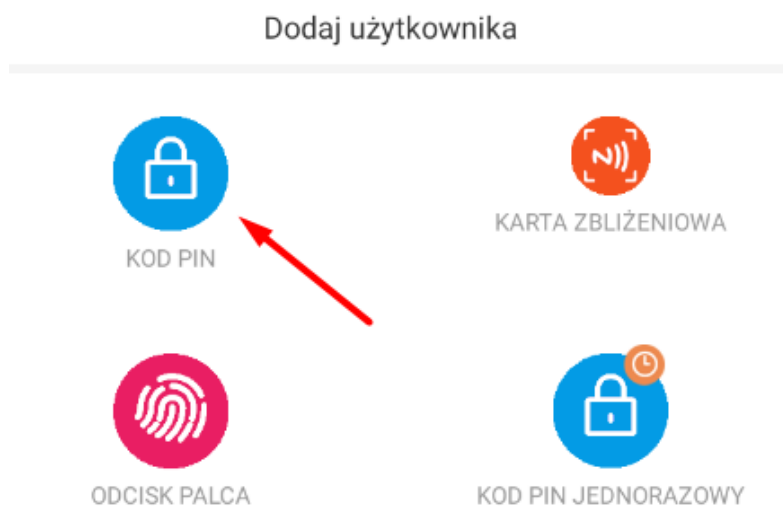 Dodaj użytkownika
KOD PIN
KARTA ZBLIŻENIOWA
ODCISK PALCA
KOD PIN JEDNORAZOWY